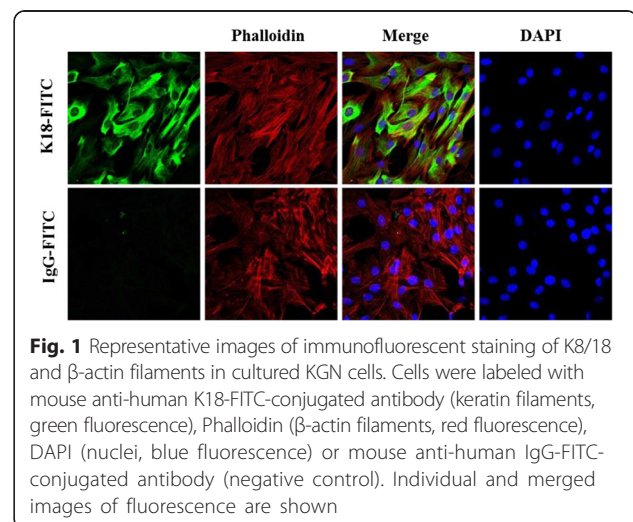 Phalloidin Merge DAPI
K18-FITC
IgG-FITC
Fig. 1 Representative images of immunofluorescent staining of K8/18
and β-actin filaments in cultured KGN cells. Cells were labeled with
mouse anti-human K18-FITC-conjugated antibody (keratin filaments,
green fluorescence), Phalloidin (β-actin filaments, red fluorescence),
DAPI (nuclei, blue fluorescence) or mouse anti-human IgG-FITC-
conjugated antibody (negative control). Individual and merged
images of fluorescence are shown